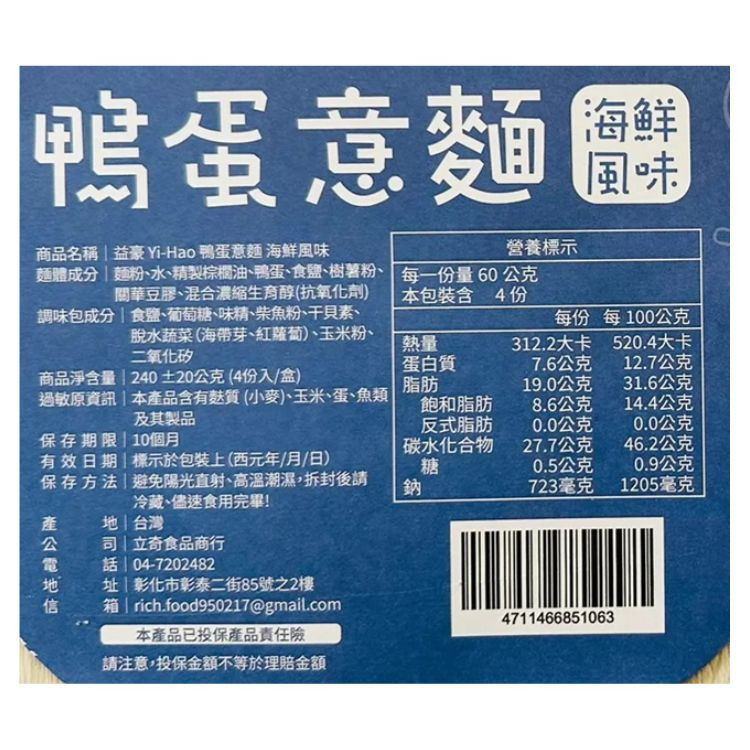 鴨蛋意麵 海鮮風味
商品名稱｜益豪 Yi-Hao 鴨蛋意麵 海鮮風味
麵體成分｜麵粉、水、精製棕櫚油、鴨蛋、食鹽、樹薯粉、
關華豆膠、混合濃縮生育醇(抗氧化劑)
調味包成分｜食鹽、葡萄糖、味精、柴魚粉、干貝素、
脫水蔬菜(海帶芽、紅蘿蔔)、玉米粉、
二氧化矽
商品淨含量｜240 ±20公克 (4份入/盒)
過敏原資訊｜本產品含有麩質(小麥)、玉米、蛋、魚類
及其製品
保存期限｜10個月
有效日期｜標示於包裝上(西元年/月/日)
保存方法｜避免陽光直射、高溫潮濕，拆封後請
冷藏、儘速食用完畢!
產地｜台灣
公司｜立奇食品商行
電話｜04-7202482
地址｜彰化市彰泰二街85號之2樓
信箱｜rich.food950217@gmail.com
本產品已投保產品責任險
請注意，投保金額不等於理賠金額
營養標示
每一份量 60 公克
本包裝含 4 份
每份 每 100公克
熱量 312.2大卡 520.4大卡
蛋白質 7.6公克 12.7公克
脂肪 19.0公克 31.6公克
飽和脂肪 8.6公克 14.4公克
反式脂肪 0.0公克 0.0公克
碳水化合物 27.7公克 46.2公克
糖 0.5公克 0.9公克
鈉 723毫克 1205毫克
4711466851063